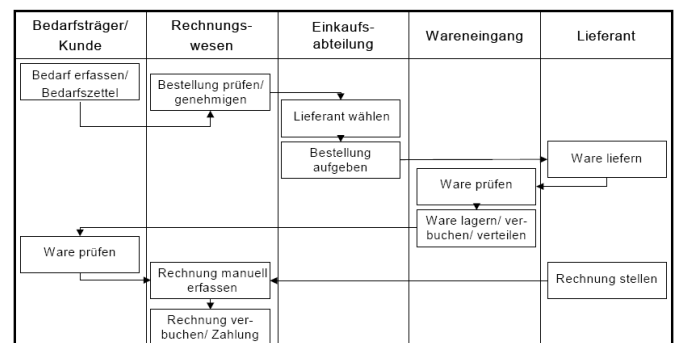 Bedarfsträger/
Kunde
Rechnungs-
wesen
Einkaufs-
abteilung
Wareneingang
Lieferant
Bedarf erfassen/
Bedarfszettel
Bestellung prüfen/
genehmigen
Lieferant wählen
Bestellung
aufgeben
Ware liefern
Ware prüfen
Ware lagern/ ver-
buchen/ verteilen
Ware prüfen
Rechnung manuell
erfassen
Rechnung stellen
Rechnung ver-
buchen/ Zahlung